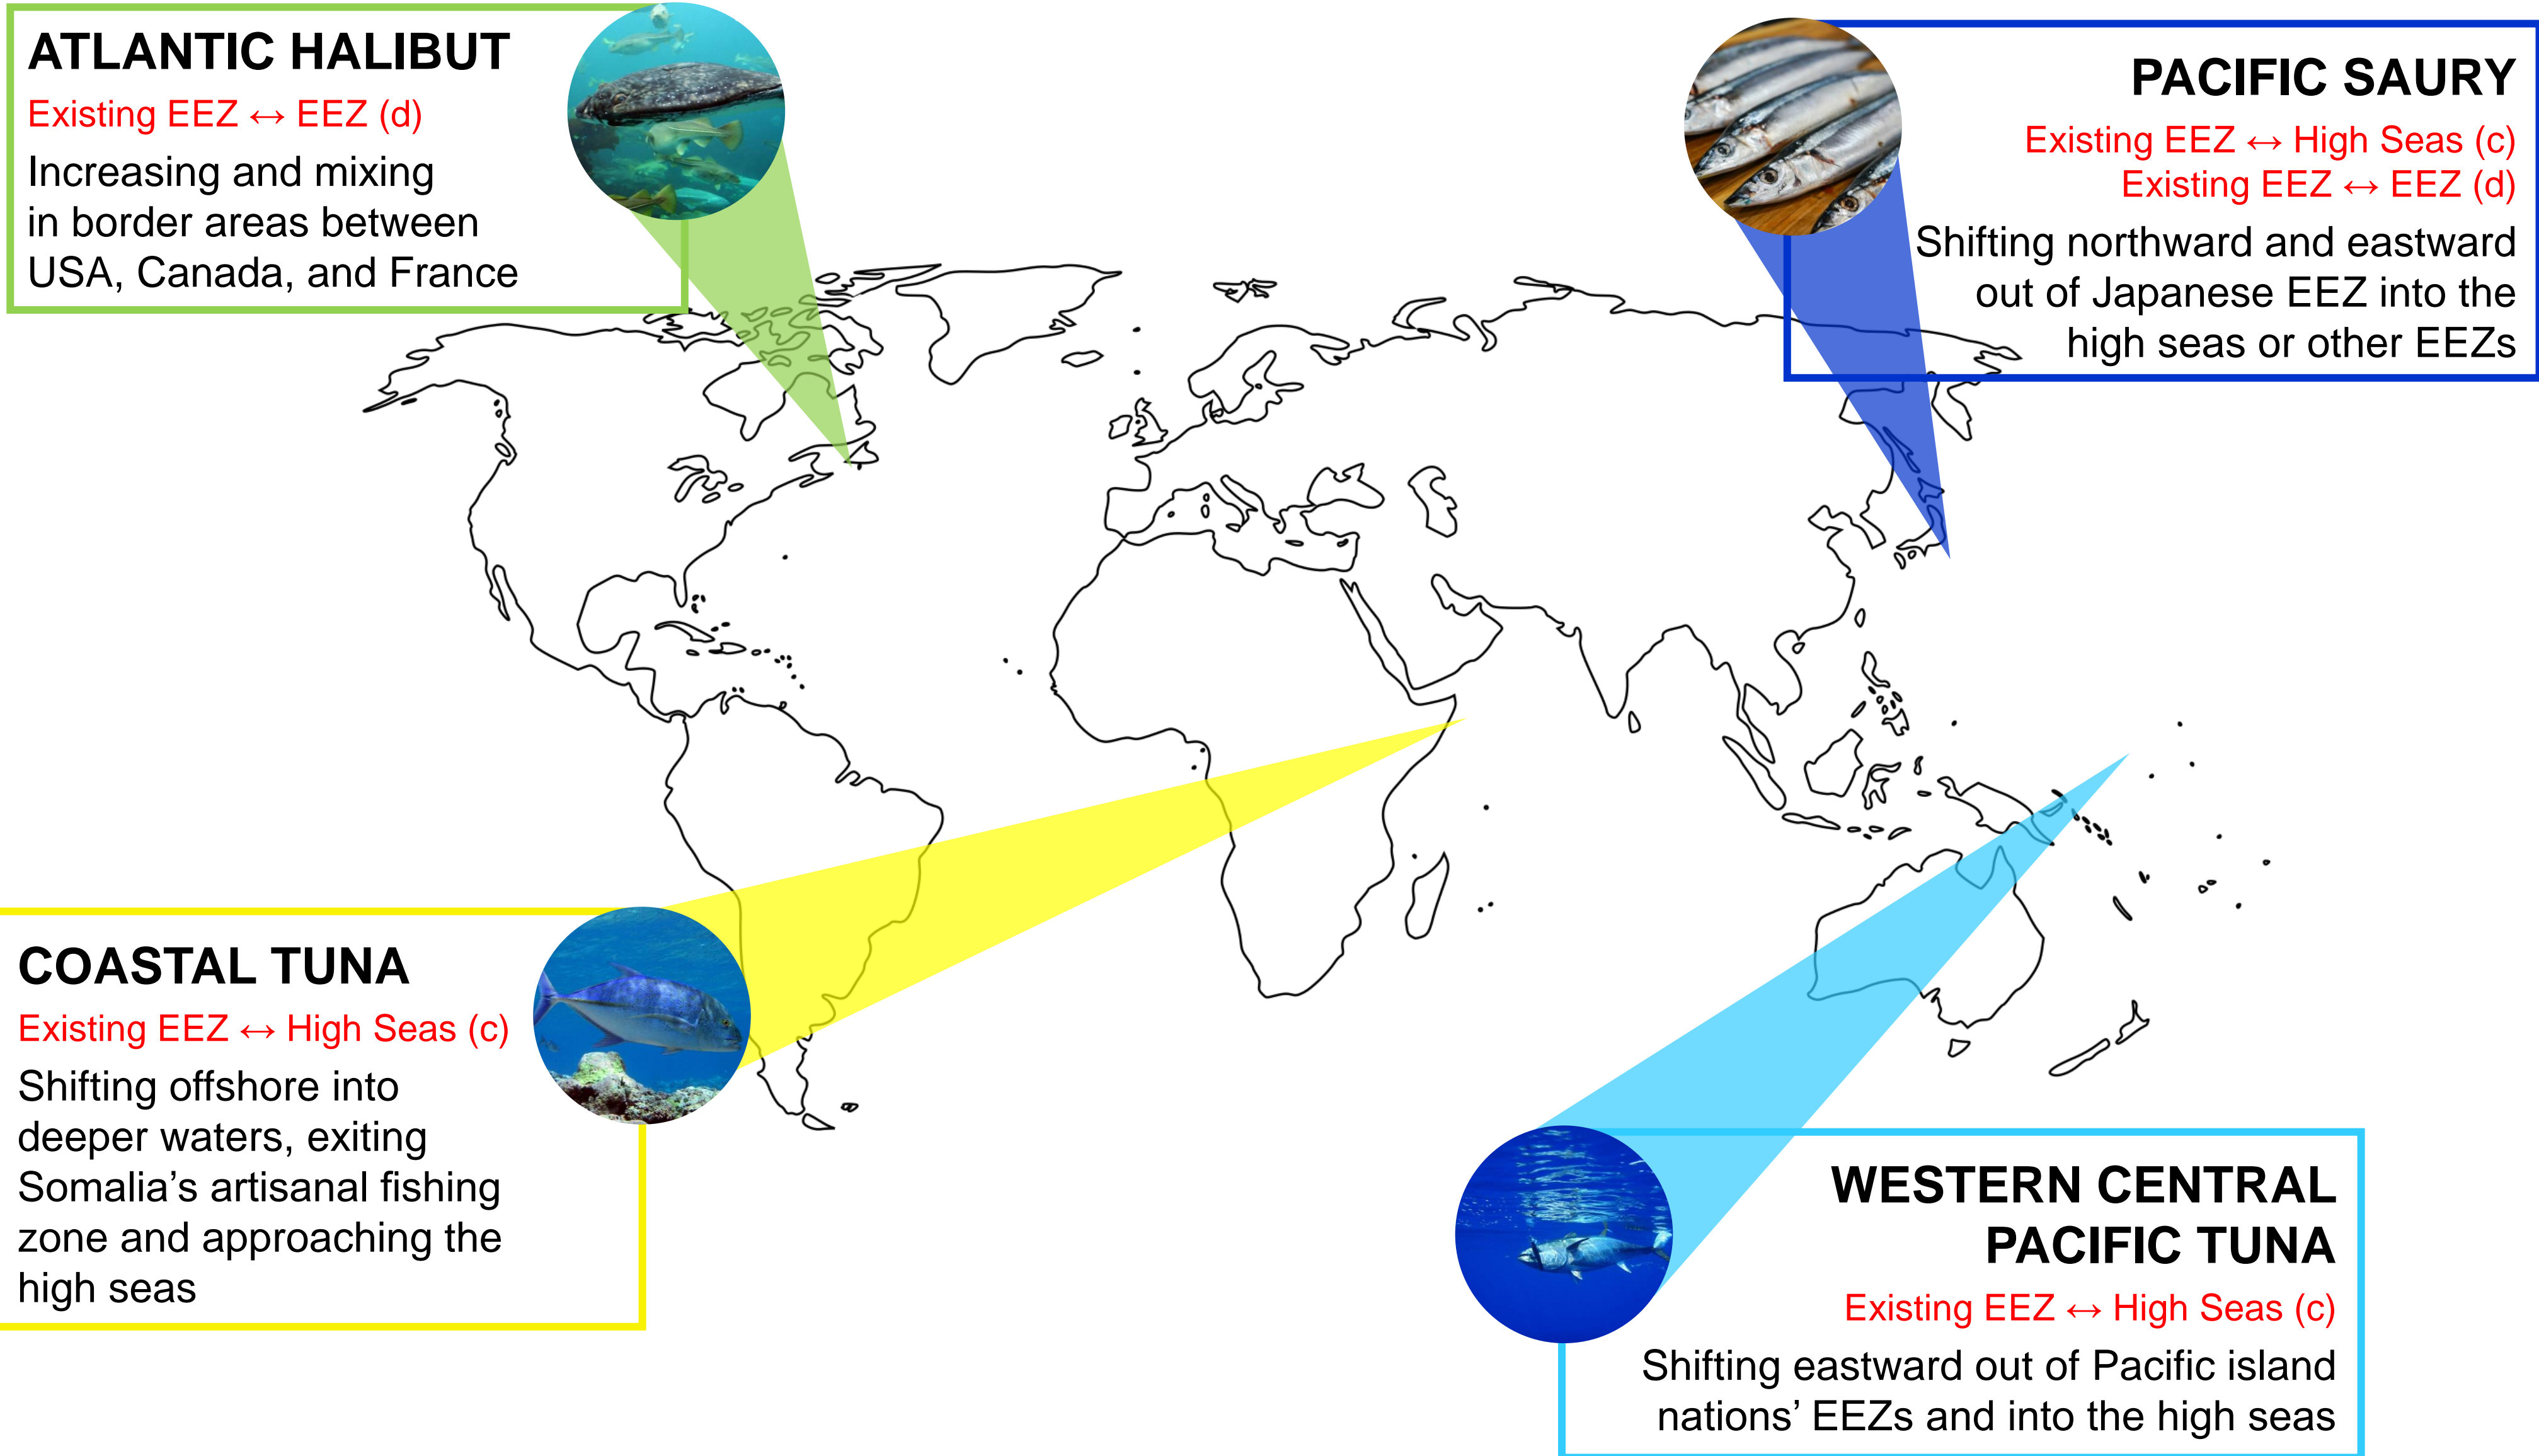 ATLANTIC HALIBUT
Existing EEZ ↔ EEZ (d)
Increasing and mixing
in border areas between
USA, Canada, and France
PACIFIC SAURY
Existing EEZ ↔ High Seas (c)
Existing EEZ ↔ EEZ (d)
Shifting northward and eastward
out of Japanese EEZ into the
high seas or other EEZs
COASTAL TUNA
Existing EEZ ↔ High Seas (c)
Shifting offshore into
deeper waters, exiting
Somalia’s artisanal fishing
zone and approaching the
high seas
WESTERN CENTRAL
PACIFIC TUNA
Existing EEZ ↔ High Seas (c)
Shifting eastward out of Pacific island
nations’ EEZs and into the high seas